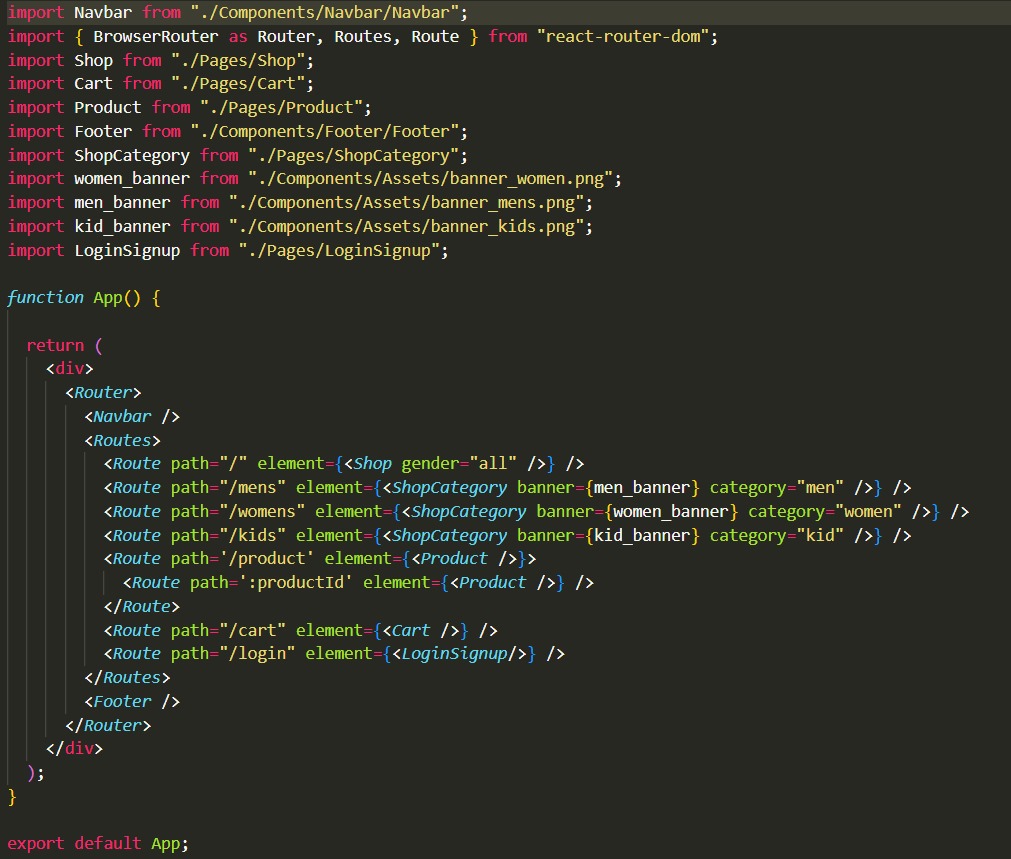 import Navbar from "./Components/Navbar/Navbar";
import { BrowserRouter as Router, Routes, Route } from "react-router-dom";
import Shop from "./Pages/Shop";
import Cart from "./Pages/Cart";
import Product from "./Pages/Product";
import Footer from "./Components/Footer/Footer";
import ShopCategory from "./Pages/ShopCategory";
import women_banner from "./Components/Assets/banner_women.png";
import men_banner from "./Components/Assets/banner_mens.png";
import kid_banner from "./Components/Assets/banner_kids.png";
import LoginSignup from "./Pages/LoginSignup";

function App() {

  return (
    <div>
      <Router>
        <Navbar />
        <Routes>
          <Route path="/" element={<Shop gender="all" />} />
          <Route path="/mens" element={<ShopCategory banner={men_banner} category="men" />} />
          <Route path="/womens" element={<ShopCategory banner={women_banner} category="women" />} />
          <Route path="/kids" element={<ShopCategory banner={kid_banner} category="kid" />} />
          <Route path='/product' element={<Product />}>
            <Route path=':productId' element={<Product />} />
          </Route>
          <Route path="/cart" element={<Cart />} />
          <Route path="/login" element={<LoginSignup/>} />
        </Routes>
        <Footer />
      </Router>
    </div>
  );
}

export default App;